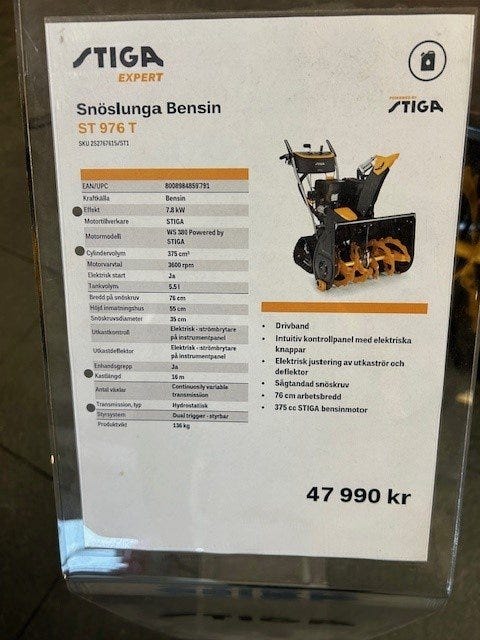 STIGA
EXPERT
POWERED BY
STIGA
Snöslunga Bensin
ST 976 T
SKU 252767615/ST1
EAN/UPC 8008984859791
Kraftkälla Bensin
Effekt 7.8 kW
Motortillverkare STIGA
Motormodell WS 380 Powered by
STIGA
Cylindervolym 375 cm³
Motorvarvtal 3600 rpm
Elektrisk start Ja
Tankvolym 5.5 l
Bredd på snöskruv 76 cm
Höjd inmatningshus 55 cm
Snöskruvsdiameter 35 cm
Utkastkontroll Elektrisk - strömbrytare
på instrumentpanel
Utkastdeflektor Elektrisk - strömbrytare
på instrumentpanel
Enhandsgrepp Ja
Kastlängd 16 m
Antal växlar Continuosly variable
transmission
Transmission, typ Hydrostatisk
Styrsystem Dual trigger - styrbar
Produktvikt 136 kg
• Drivband
• Intuitiv kontrollpanel med elektriska
knappar
• Elektrisk justering av utkaströr och
deflektor
• Sågtandad snöskruv
• 76 cm arbetsbredd
• 375 cc STIGA bensinmotor
47 990 kr